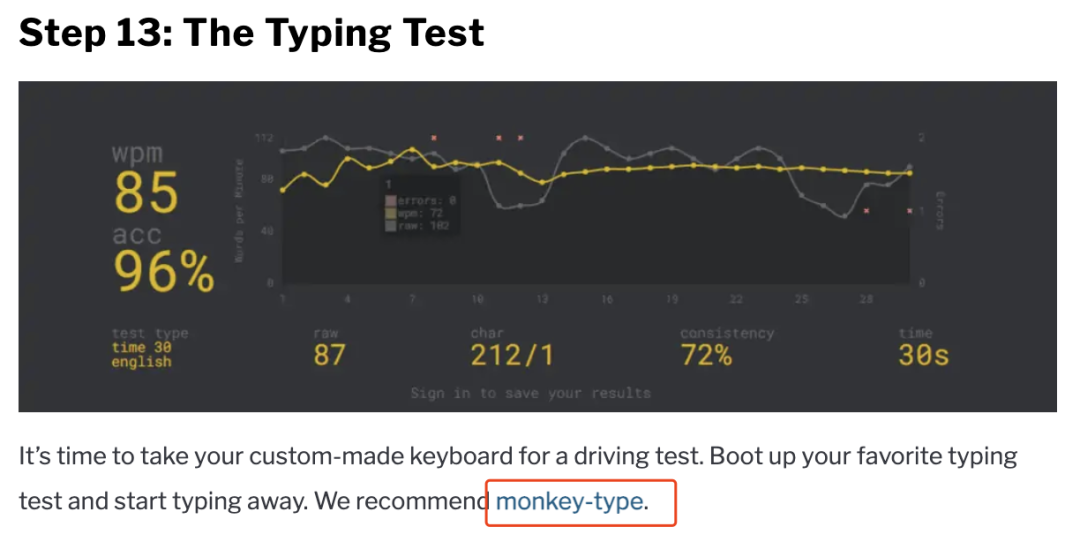 Step 13: The Typing Test
wpm
85
acc
96%
Words per Minute
112
80
40
0
1
errors: 0
wpm: 72
raw: 102
2
1
0
Errors
1 4 7 10 13 16 19 22 25 28
test type
time 30
english
raw
87
char
212/1
consistency
72%
time
30s
Sign in to save your results
It’s time to take your custom-made keyboard for a driving test. Boot up your favorite typing
test and start typing away. We recommend monkey-type.